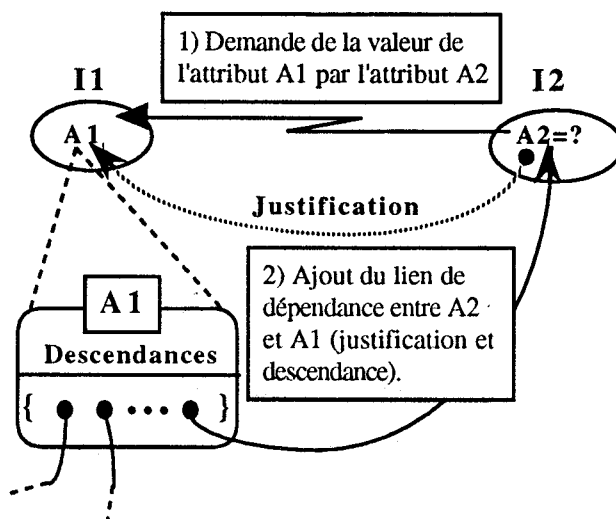 1) Demande de la valeur de
l'attribut A1 par l'attribut A2
I1
I2
A1
A2=?
Justification
2) Ajout du lien de
dépendance entre A2
et A1 (justification et
descendance).
A1
Descendances
{ ● ● ••• ● }